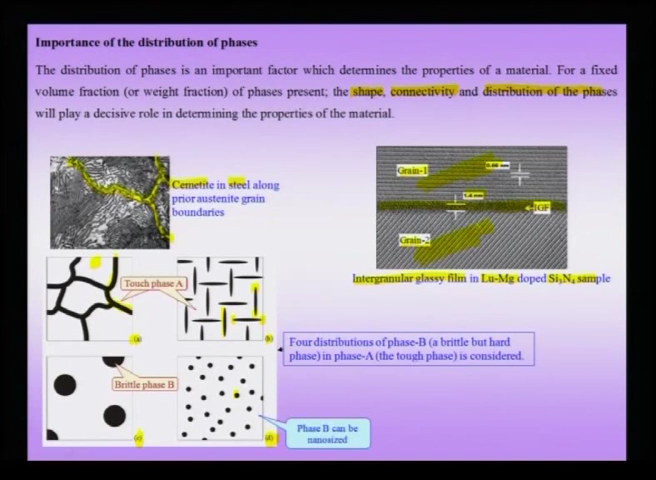 Importance of the distribution of phases
The distribution of phases is an important factor which determines the properties of a material. For a fixed
volume fraction (or weight fraction) of phases present; the shape, connectivity and distribution of the phases
will play a decisive role in determining the properties of the material.
Cemetite in steel along
prior austenite grain
boundaries
Grain-1
IGF
Grain-2
Intergranular glassy film in Lu-Mg doped Si₃N₄ sample
Touch phase A
(a)
(b)
Four distributions of phase-B (a brittle but hard
phase) in phase-A (the tough phase) is considered.
Brittle phase B
(c)
(d)
Phase B can be
nanosized